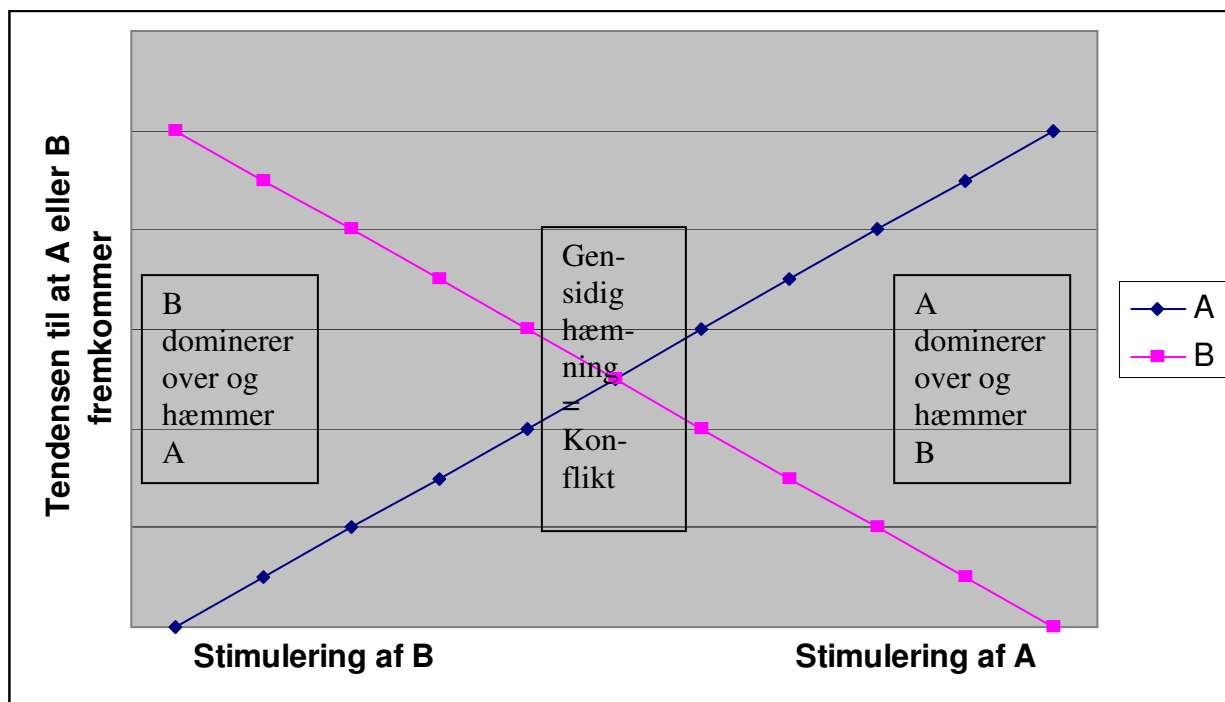 Tendensen til at A eller B
fremkommer
B
dominerer
over og
hæmmer
A
Gen-
sidig
hæm-
ning
=
Kon-
flikt
A
dominerer
over og
hæmmer
B
A
B
Stimulering af B
Stimulering af A